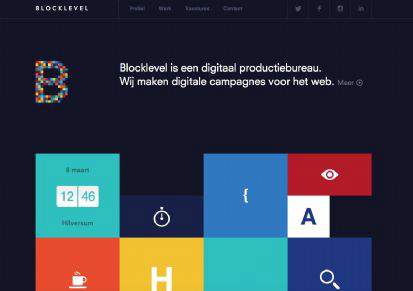 BLOCKLEVEL
Profiel Work Vacatures Contact
Blocklevel is een digitaal productiebureau.
Wij maken digitale campagnes voor het web. Meer
8 maart
12 46
Hilversum
{
A
H